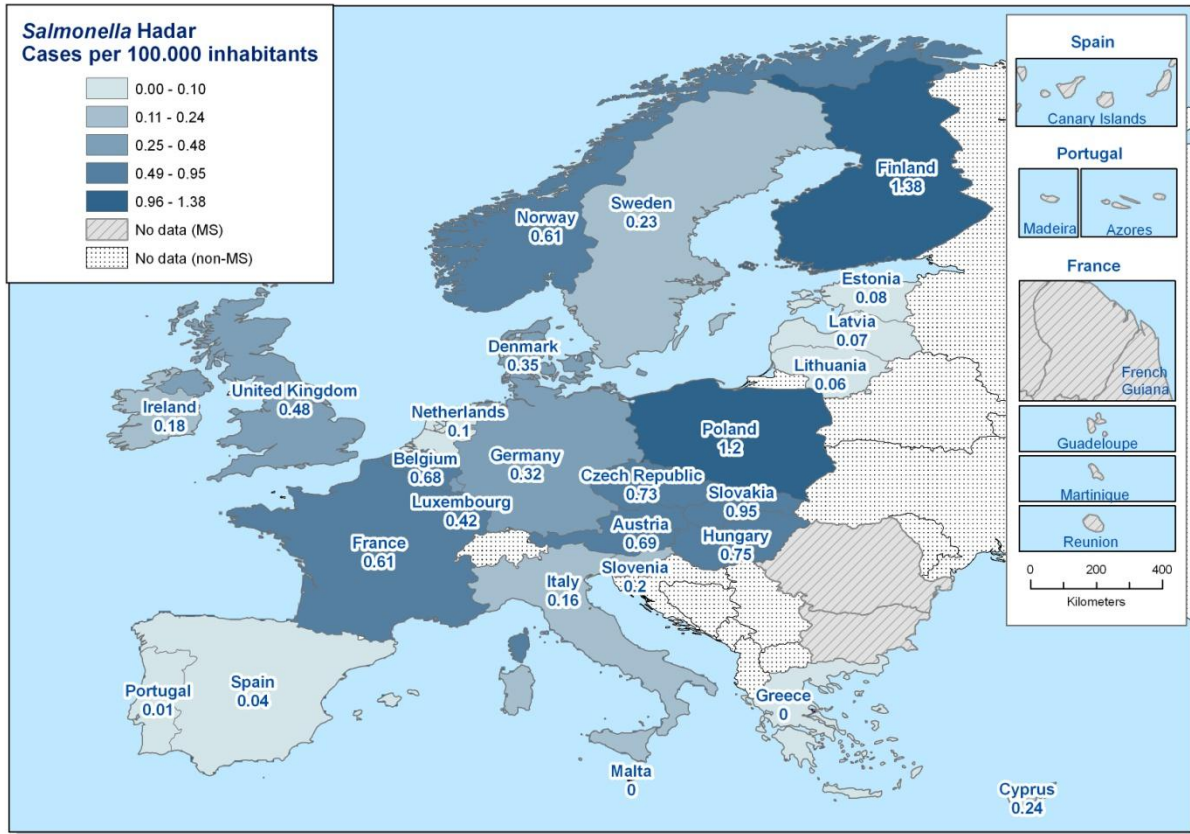 Salmonella Hadar
Cases per 100.000 inhabitants
0.00 - 0.10
0.11 - 0.24
0.25 - 0.48
0.49 - 0.95
0.96 - 1.38
No data (MS)
No data (non-MS)
Spain
Canary Islands
Portugal
Madeira
Azores
France
French
Guiana
Guadeloupe
Martinique
Reunion
0 200 400
Kilometers
Finland
1.38
Sweden
0.23
Norway
0.61
Estonia
0.08
Latvia
0.07
Lithuania
0.06
Denmark
0.35
United Kingdom
0.48
Ireland
0.18
Netherlands
0.1
Poland
1.2
Belgium
0.68
Germany
0.32
Czech Republic
0.73
Slovakia
0.95
Luxembourg
0.42
Austria
0.69
Hungary
0.75
France
0.61
Slovenia
0.2
Italy
0.16
Portugal
0.01
Spain
0.04
Greece
0
Malta
0
Cyprus
0.24